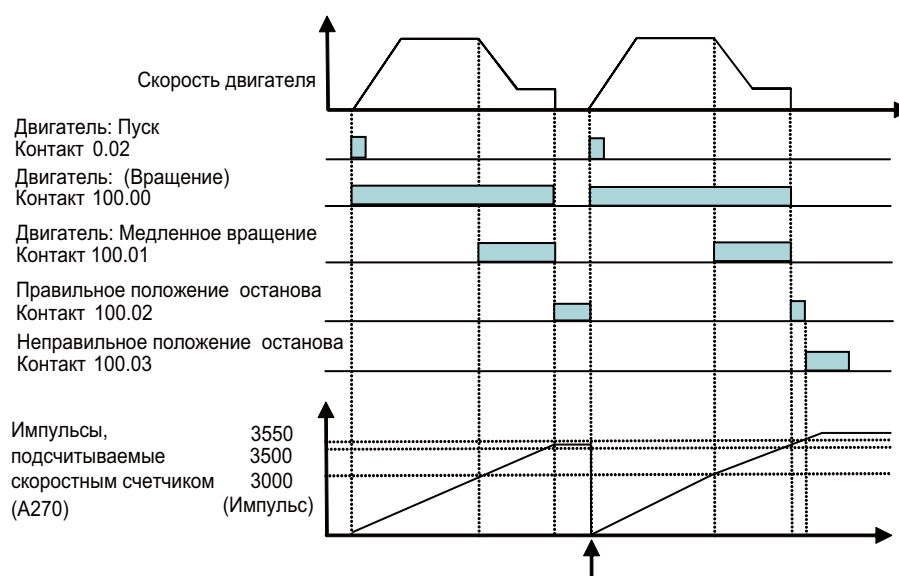 Скорость двигателя
Двигатель: Пуск
Контакт 0.02
Двигатель: (Вращение)
Контакт 100.00
Двигатель: Медленное вращение
Контакт 100.01
Правильное положение останова
Контакт 100.02
Неправильное положение останова
Контакт 100.03
Импульсы, 3550
подсчитываемые 3500
скоростным счетчиком 3000
(A270) (Импульс)